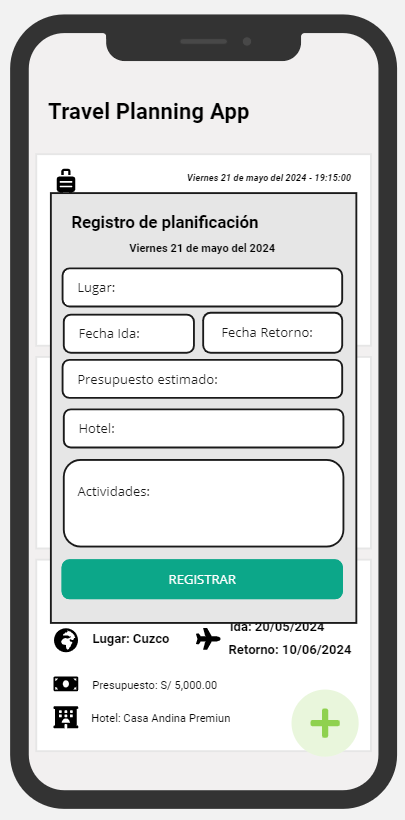 Travel Planning App
Viernes 21 de mayo del 2024 - 19:15:00
Registro de planificación
Viernes 21 de mayo del 2024
Lugar:
Fecha Ida:
Fecha Retorno:
Presupuesto estimado:
Hotel:
Actividades:
REGISTRAR
Ida: 20/05/2024
Lugar: Cuzco
Retorno: 10/06/2024
Presupuesto: S/ 5,000.00
Hotel: Casa Andina Premiun